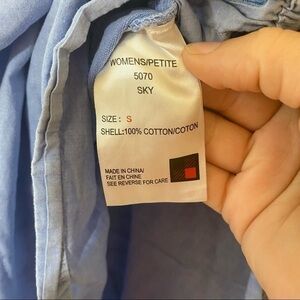 WOMENS/PETITE
5070
SKY
SIZE: S
SHELL:100% COTTON/COTON
MADE IN CHINA/
FAIT EN CHINE
SEE REVERSE FOR CARE